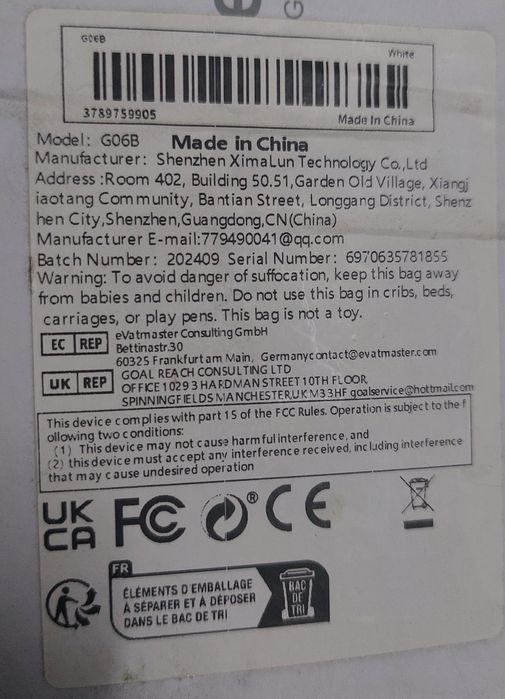 G06B
White
3789759905
Made in China
Model: G06B Made in China
Manufacturer: Shenzhen XimaLun Technology Co.,Ltd
Address :Room 402, Building 50.51,Garden Old Village, Xiangj
iaotang Community, Bantian Street, Longgang District, Shenz
hen City,Shenzhen,Guangdong,CN(China)
Manufacturer E-mail:779490041@qq.com
Batch Number: 202409 Serial Number: 6970635781855
Warning: To avoid danger of suffocation, keep this bag away
from babies and children. Do not use this bag in cribs, beds,
carriages, or play pens. This bag is not a toy.
EC REP
eVatmaster Consulting GmbH
Bettinastr.30
60325 Frankfurt am Main, Germanycontact@evatmaster.com
UK REP
GOAL REACH CONSULTING LTD
OFFICE 1029 3 HARDMAN STREET 10TH FLOOR,
SPINNINGFIELDS MANCHESTER,UK M33HF goalservice@hottmail.com
This device complies with part 15 of the FCC Rules. Operation is subject to the f
ollowing two conditions:
(1) This device may not cause harmful interference, and
(2) this device must accept any interference received, including interference
that may cause undesired operation
UK
CA
FC
®
CE
FR
ÉLÉMENTS D'EMBALLAGE
À SÉPARER ET À DÉPOSER
DANS LE BAC DE TRI
BAC
DE
TRI